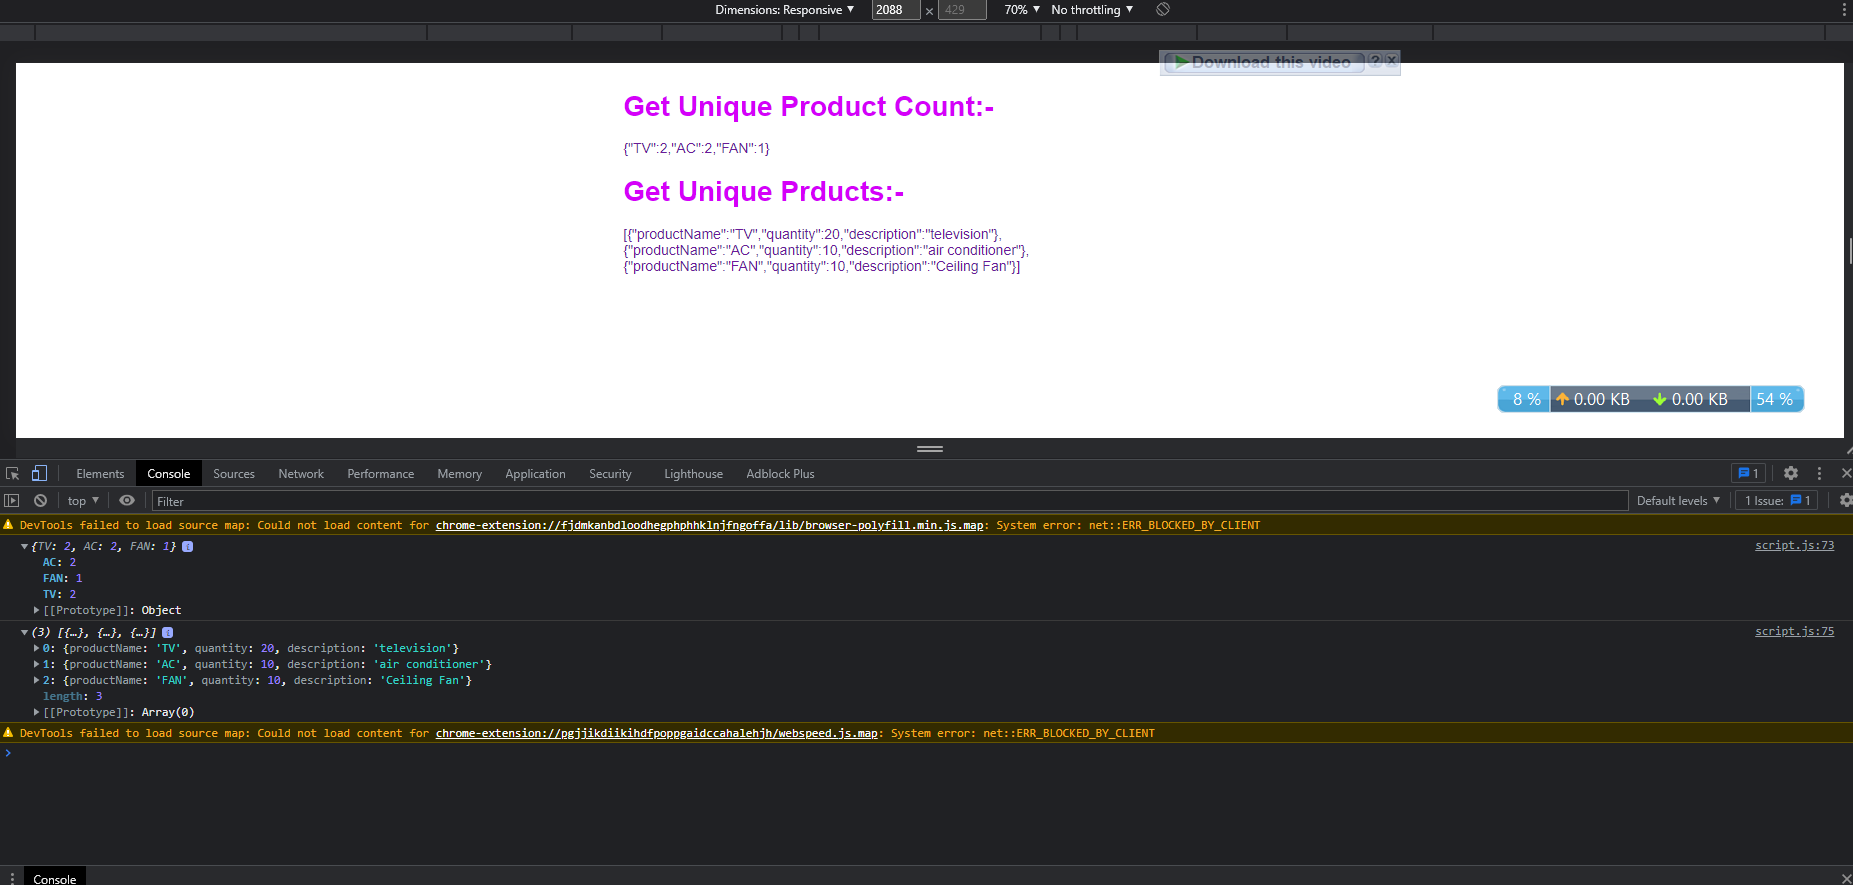 Dimensions: Responsive ▼ 2088 × 429 70% ▼ No throttling ▼
Download this video ? x
Get Unique Product Count:-
{"TV":2,"AC":2,"FAN":1}
Get Unique Prducts:-
[{"productName":"TV","quantity":20,"description":"television"},
{"productName":"AC","quantity":10,"description":"air conditioner"},
{"productName":"FAN","quantity":10,"description":"Ceiling Fan"}]
8 % 0.00 KB 0.00 KB 54 %
Elements Console Sources Network Performance Memory Application Security Lighthouse Adblock Plus 1
top ▼ Filter Default levels ▼ 1 Issue: 1
DevTools failed to load source map: Could not load content for chrome-extension://fjdmkanbdloodhegphphhklnjfngoffa/lib/browser-polyfill.min.js.map: System error: net::ERR_BLOCKED_BY_CLIENT
{TV: 2, AC: 2, FAN: 1} i script.js:73
AC: 2
FAN: 1
TV: 2
[[Prototype]]: Object
(3) [{…}, {…}, {…}] i script.js:75
0: {productName: 'TV', quantity: 20, description: 'television'}
1: {productName: 'AC', quantity: 10, description: 'air conditioner'}
2: {productName: 'FAN', quantity: 10, description: 'Ceiling Fan'}
length: 3
[[Prototype]]: Array(0)
DevTools failed to load source map: Could not load content for chrome-extension://pgjjikdiikihdfpoppgaidccahalehjh/webspeed.js.map: System error: net::ERR_BLOCKED_BY_CLIENT
Console